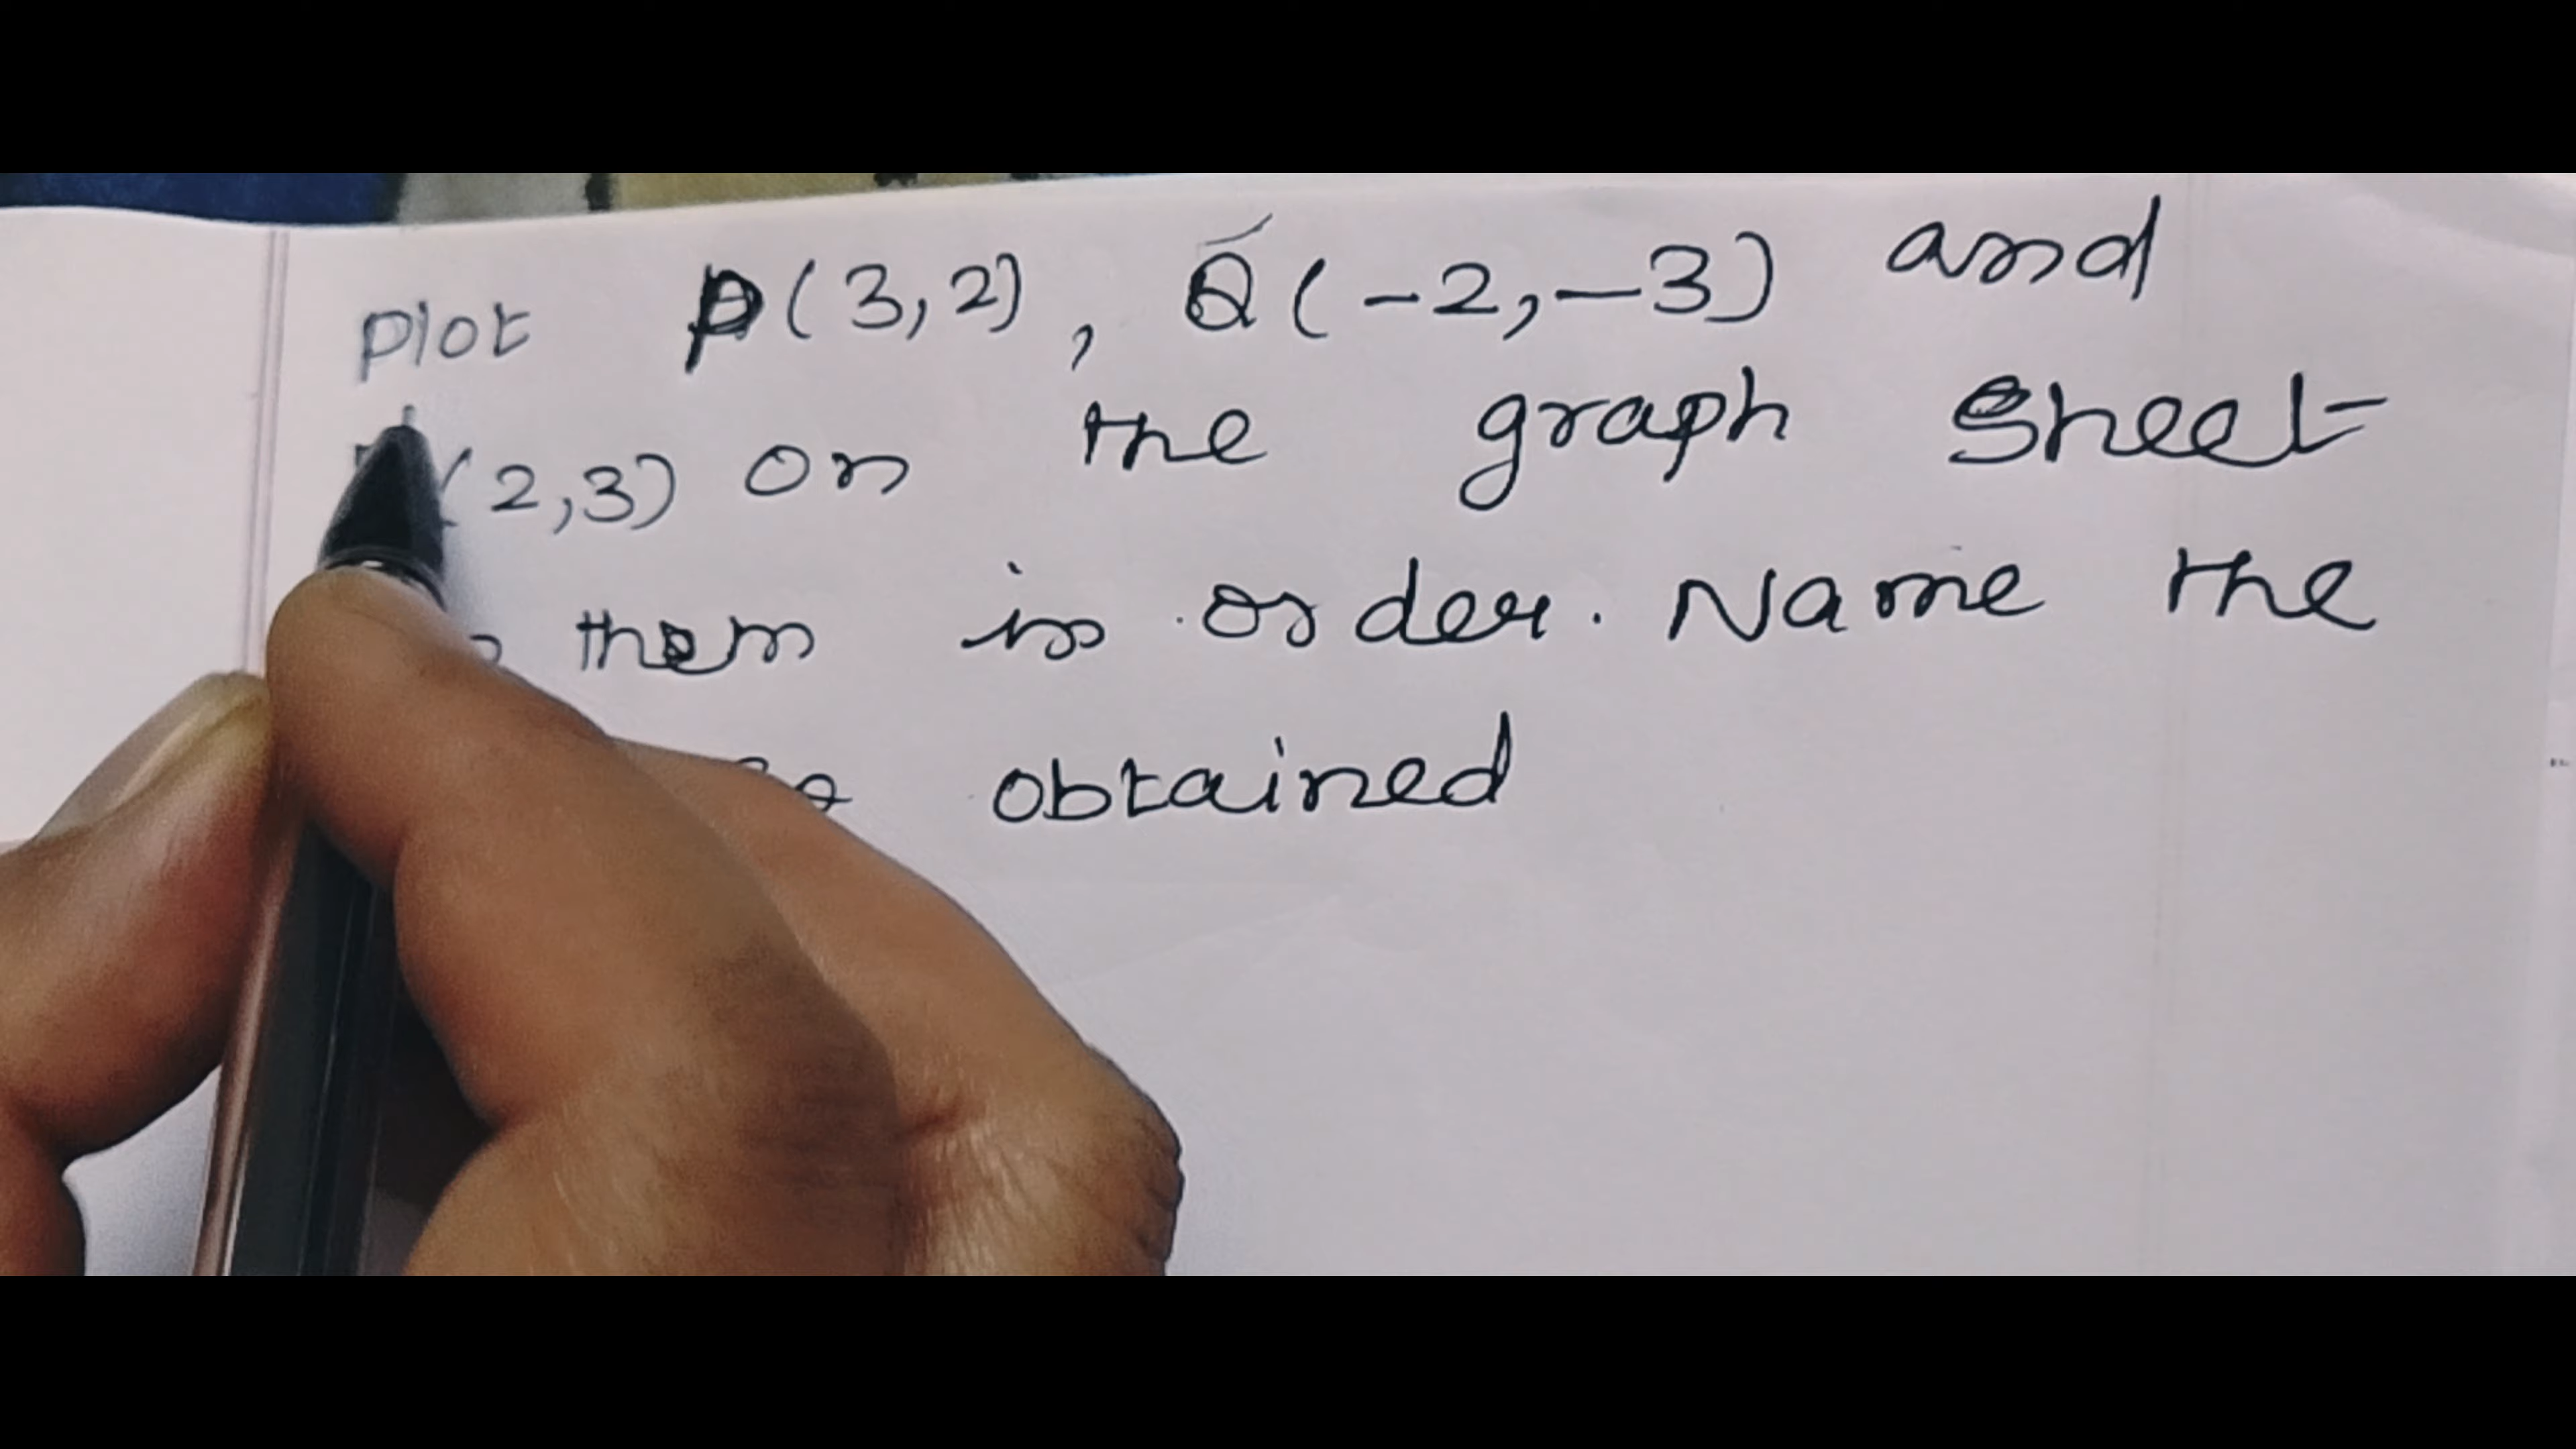 Plot P(3,2), Q(-2,-3) and
(2,3) on the graph sheet
them in order. Name the
obtained